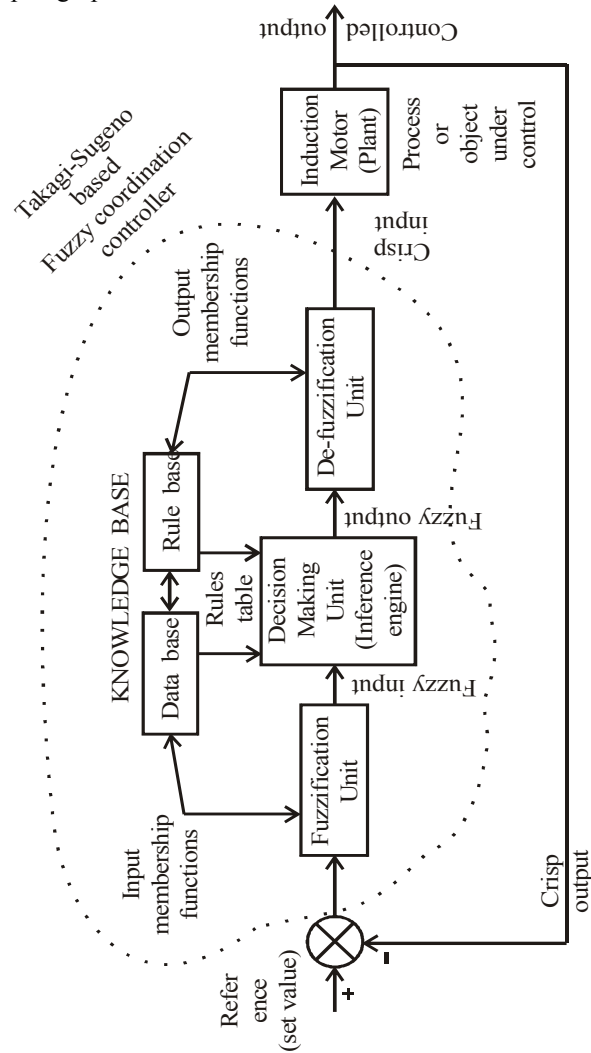 Takagi-Sugeno
based
Fuzzy coordination
controller
KNOWLEDGE BASE
Data base
Rule base
Input
membership
functions
Rules
table
Output
membership
functions
Refer
ence
(set value)
+
-
Fuzzification
Unit
Fuzzy input
Decision
Making
Unit
(Inference
engine)
Fuzzy output
De-fuzzification
Unit
Crisp
input
Induction
Motor
(Plant)
Process
or
object
under
control
Controlled
output
Crisp
output